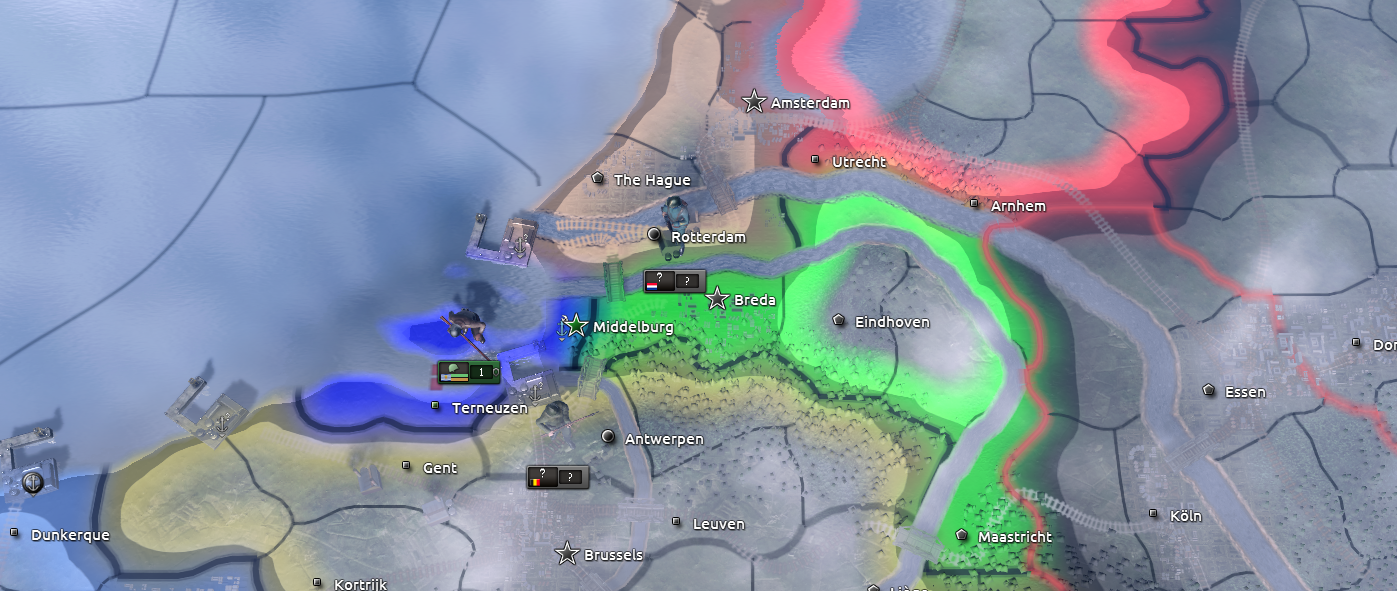 Amsterdam
Utrecht
The Hague
Arnhem
Rotterdam
?
?
Breda
Middelburg
Eindhoven
Dor
1
Essen
Terneuzen
Antwerpen
Gent
?
?
Köln
Leuven
Dunkerque
Maastricht
Brussels
Kortrijk